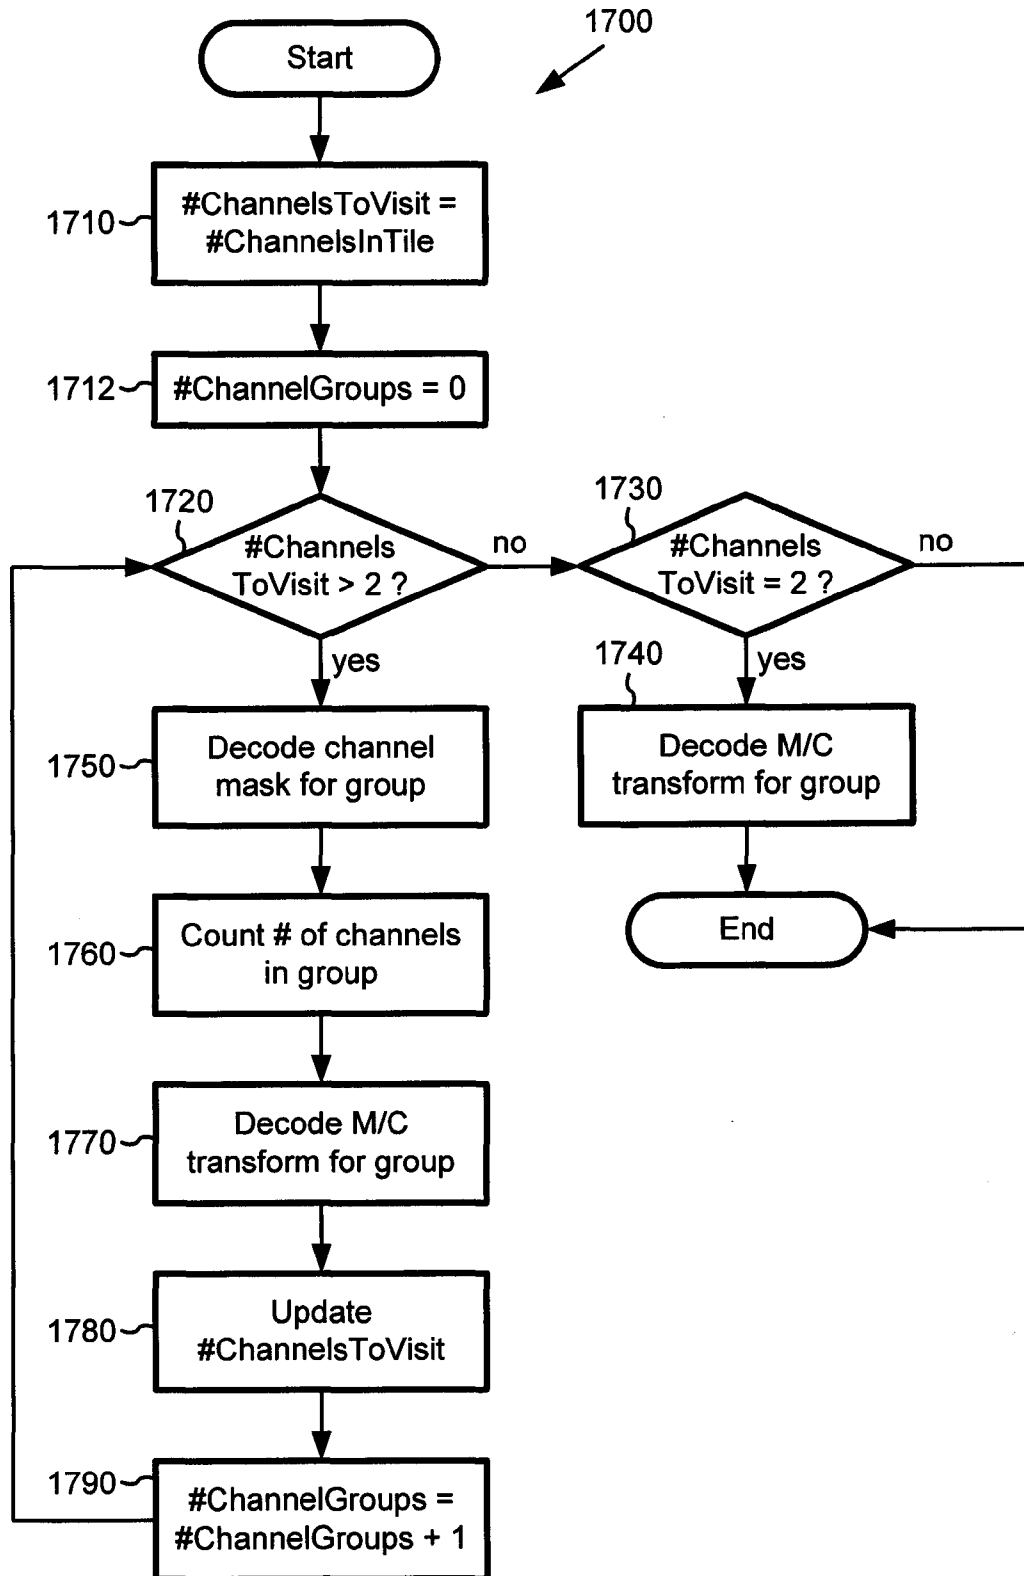 1700
Start
1710
#ChannelsToVisit =
#ChannelsInTile
1712
#ChannelGroups = 0
1720
#Channels
ToVisit > 2 ?
no
yes
1730
#Channels
ToVisit = 2 ?
no
yes
1740
Decode M/C
transform for group
End
1750
Decode channel
mask for group
1760
Count # of channels
in group
1770
Decode M/C
transform for group
1780
Update
#ChannelsToVisit
1790
#ChannelGroups =
#ChannelGroups + 1